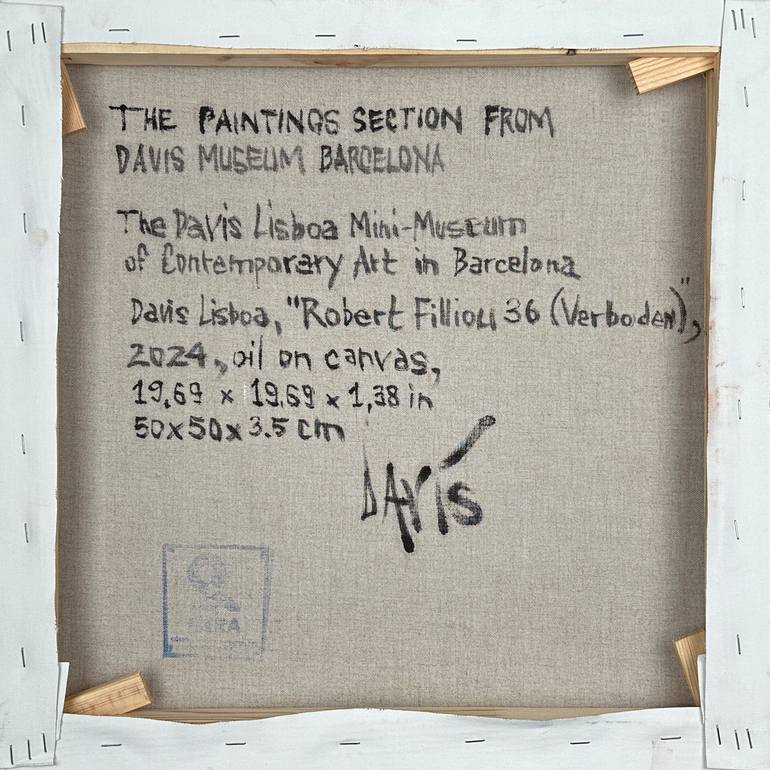 THE PAINTINGS SECTION FROM
DAVIS MUSEUM BARCELONA
The Davis Lisboa Mini-Museum
of Contemporary Art in Barcelona
Davis Lisboa, "Robert Filliou 36 (Verboden)",
2024, oil on canvas,
19,69 x 19,69 x 1,38 in
50x50x3.5 cm
DAVÍS